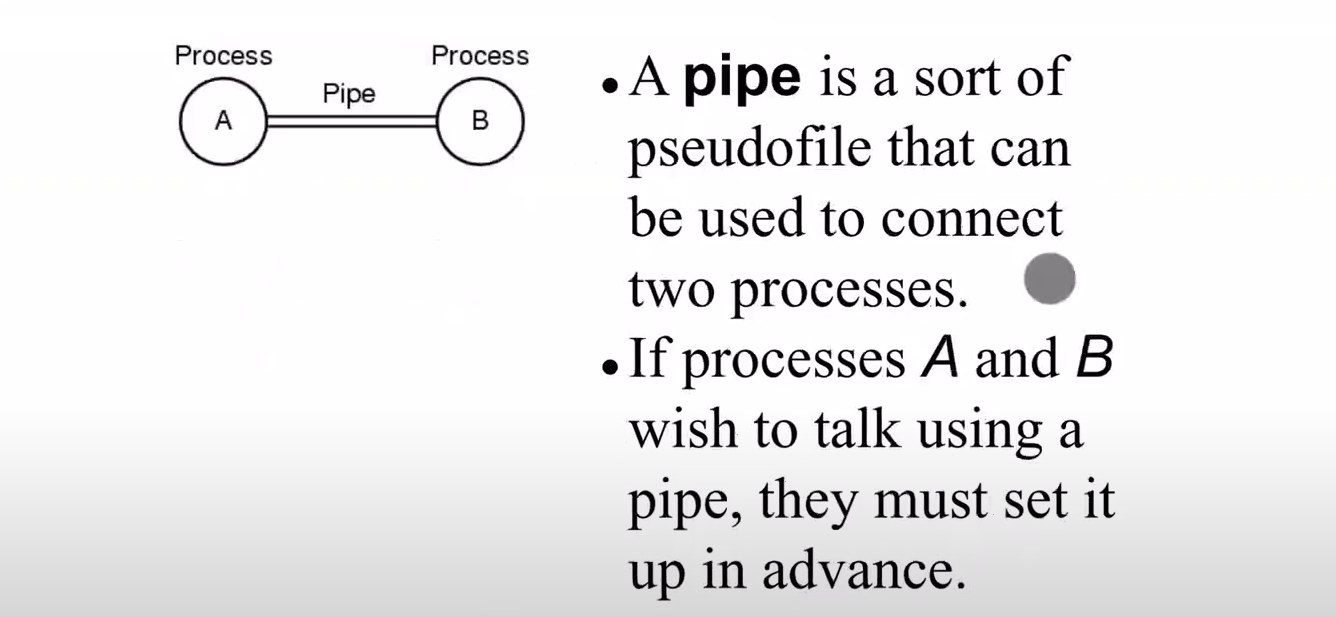 Process Process
Pipe
A B
• A pipe is a sort of
pseudofile that can
be used to connect
two processes.
• If processes A and B
wish to talk using a
pipe, they must set it
up in advance.